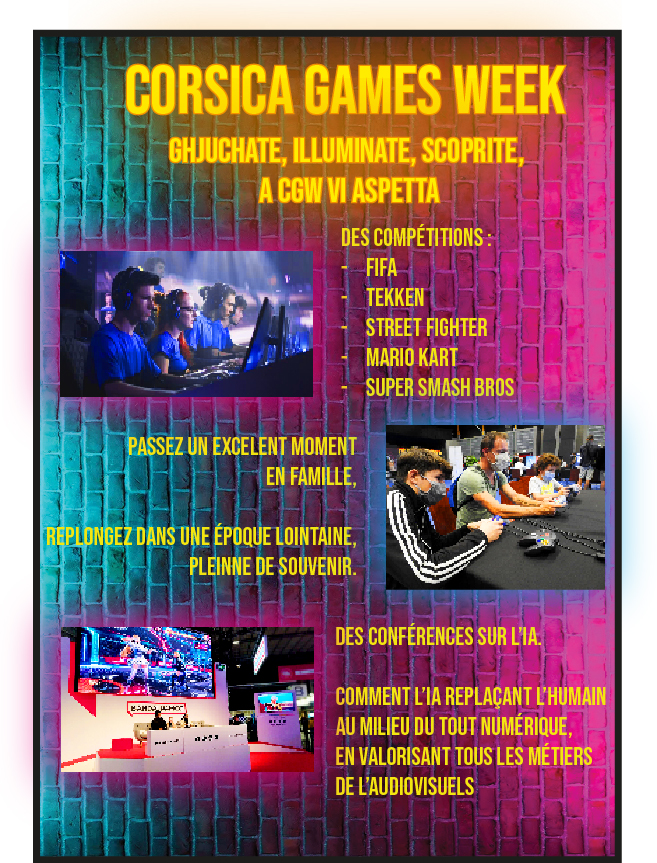 CORSICA GAMES WEEK
GHJUCHATE, ILLUMINATE, SCOPRITE,
A CGW VI ASPETTA
DES COMPÉTITIONS :
- FIFA
- TEKKEN
- STREET FIGHTER
- MARIO KART
- SUPER SMASH BROS
PASSEZ UN EXCELENT MOMENT
EN FAMILLE,
REPLONGEZ DANS UNE ÉPOQUE LOINTAINE,
PLEINNE DE SOUVENIR.
BANDAI NAMCO
DES CONFÉRENCES SUR L'IA.
COMMENT L'IA REPLAÇANT L'HUMAIN
AU MILIEU DU TOUT NUMÉRIQUE,
EN VALORISANT TOUS LES MÉTIERS
DE L'AUDIOVISUELS